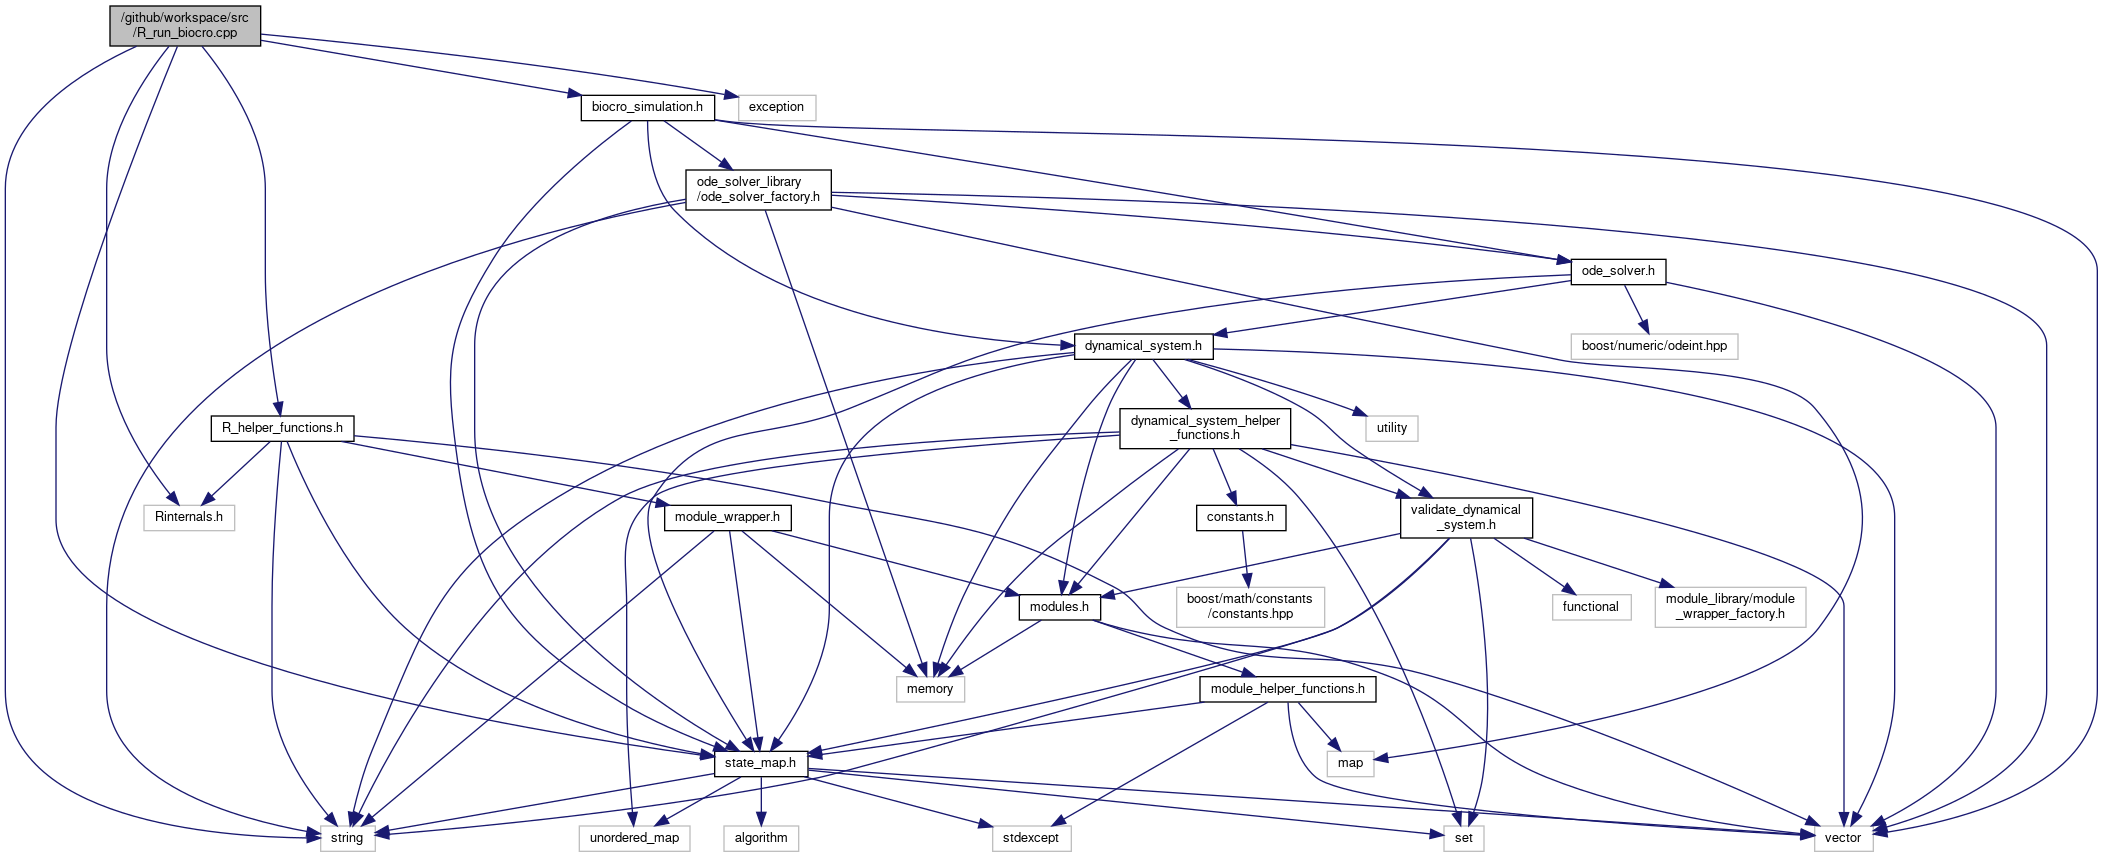 /github/workspace/src
/R_run_biocro.cpp
biocro_simulation.h
exception
ode_solver_library
/ode_solver_factory.h
ode_solver.h
dynamical_system.h
boost/numeric/odeint.hpp
R_helper_functions.h
dynamical_system_helper
_functions.h
utility
Rinternals.h
module_wrapper.h
constants.h
validate_dynamical
_system.h
modules.h
boost/math/constants
/constants.hpp
functional
module_library/module
_wrapper_factory.h
memory
module_helper_functions.h
state_map.h
map
string
unordered_map
algorithm
stdexcept
set
vector